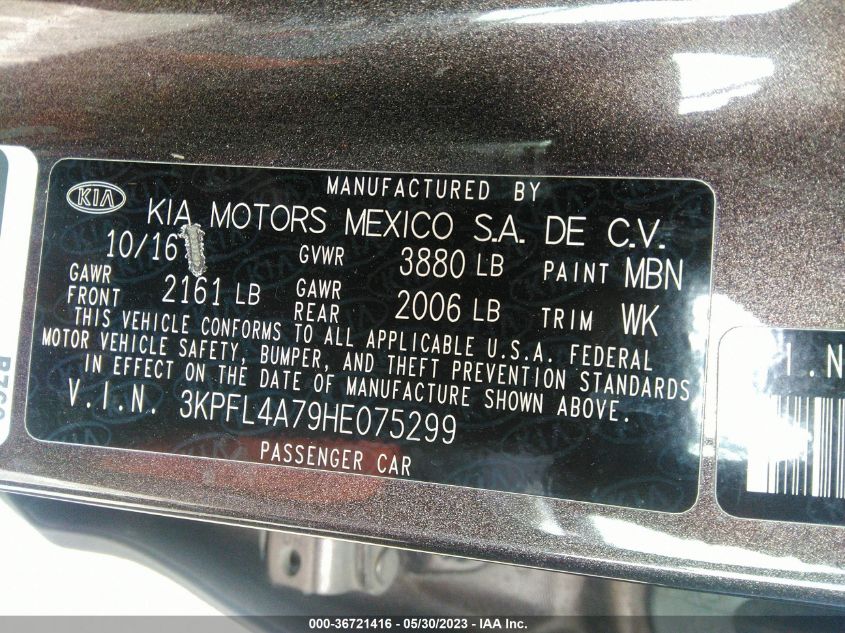 MANUFACTURED BY
KIA
KIA MOTORS MEXICO S.A. DE C.V.
10/16 GVWR 3880 LB PAINT MBN
GAWR FRONT 2161 LB GAWR REAR 2006 LB TRIM WK
THIS VEHICLE CONFORMS TO ALL APPLICABLE U.S.A. FEDERAL
MOTOR VEHICLE SAFETY, BUMPER, AND THEFT PREVENTION STANDARDS
IN EFFECT ON THE DATE OF MANUFACTURE SHOWN ABOVE.
V.I.N. 3KPFL4A79HE075299
PASSENGER CAR
000-36721416 - 05/30/2023 - IAA Inc.